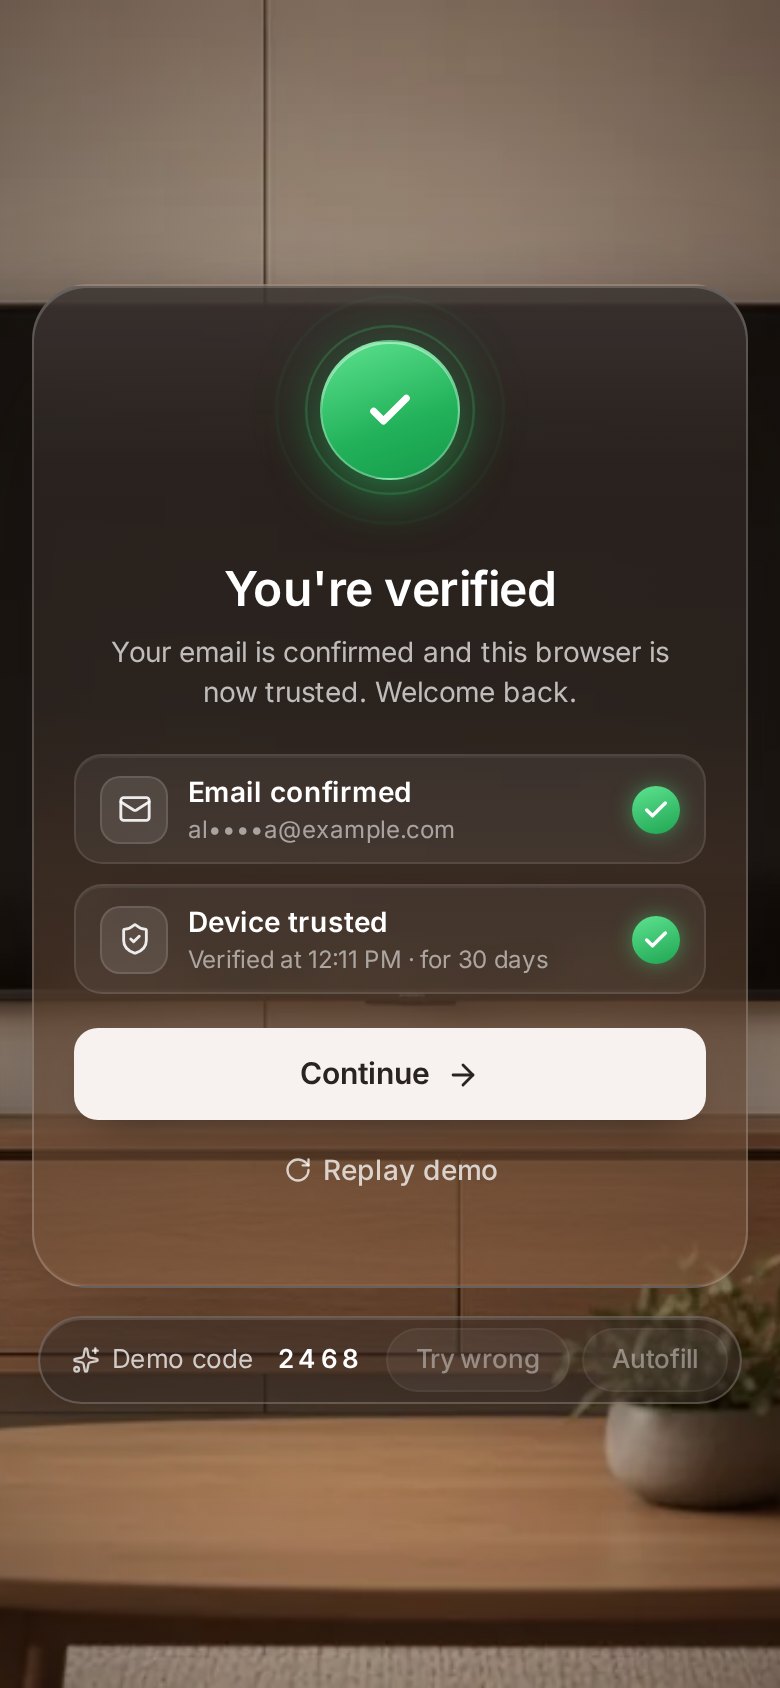 You're verified
Your email is confirmed and this browser is
now trusted. Welcome back.
Email confirmed
al••••a@example.com
Device trusted
Verified at 12:11 PM · for 30 days
Continue
Replay demo
Demo code 2468 Try wrong Autofill